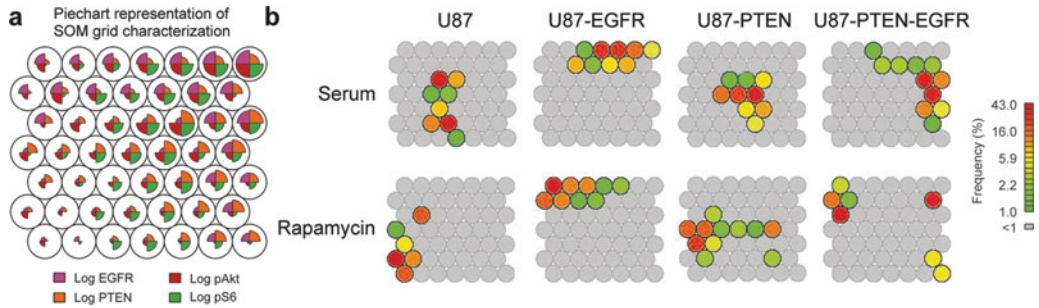 a
Piechart representation of
SOM grid characterization
Log EGFR
Log pAkt
Log PTEN
Log pS6
b
U87
U87-EGFR
U87-PTEN
U87-PTEN-EGFR
Serum
Rapamycin
Frequency (%)
43.0
16.0
5.9
2.2
1.0
<1